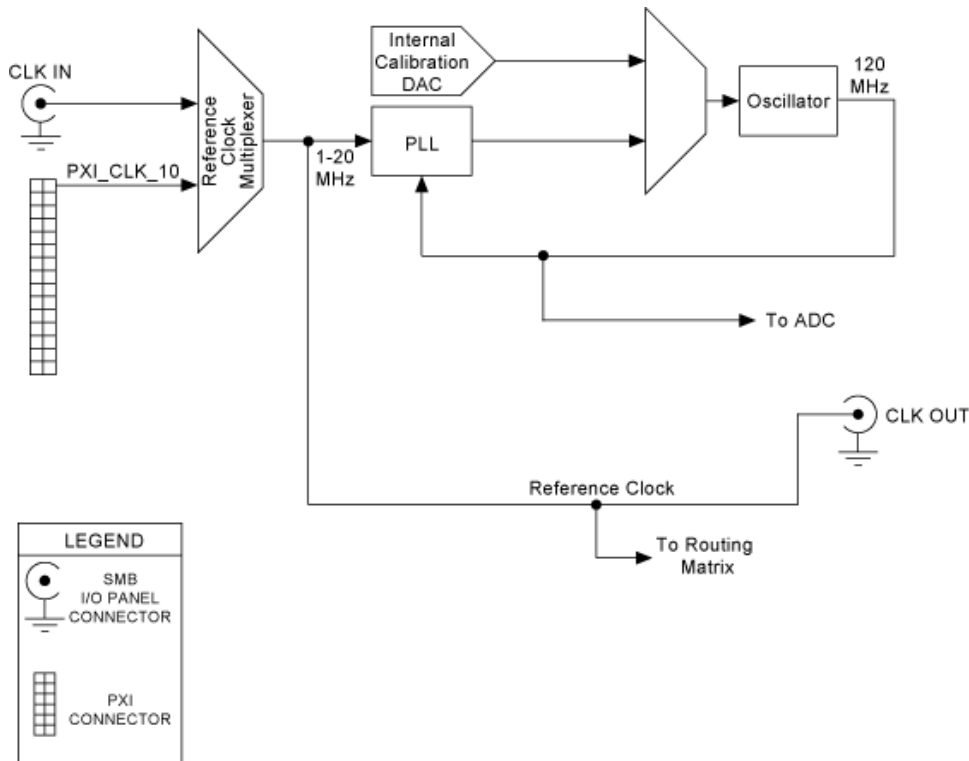 Internal
Calibration
DAC
CLK IN
120
MHz
Oscillator
Reference
Clock
Multiplexer
PLL
1-20
MHz
PXI_CLK_10
To ADC
CLK OUT
Reference Clock
To Routing
Matrix
LEGEND
SMB
I/O PANEL
CONNECTOR
PXI
CONNECTOR